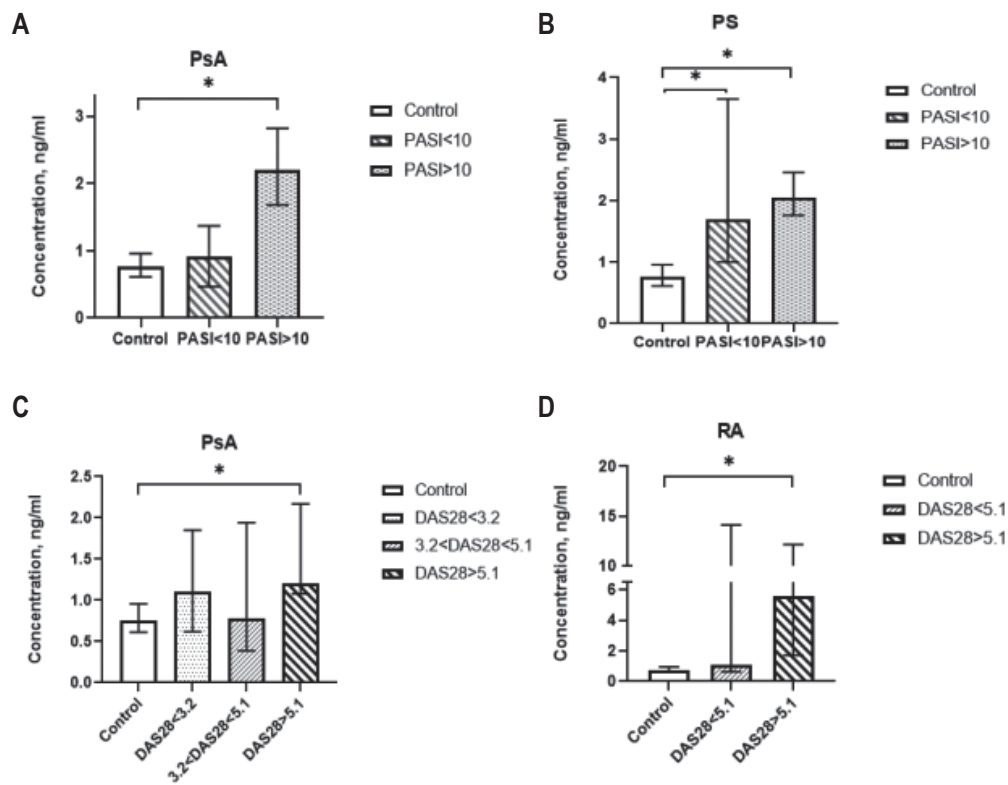 A
PsA
*
Concentration, ng/ml
3
2
1
0
Control PASI<10 PASI>10
Control
PASI<10
PASI>10
B
PS
*
*
Concentration, ng/ml
4
3
2
1
0
Control PASI<10 PASI>10
Control
PASI<10
PASI>10
C
PsA
*
Concentration, ng/ml
2.5
2.0
1.5
1.0
0.5
0.0
Control
DAS28<3.2
3.2<DAS28<5.1
DAS28>5.1
Control
DAS28<3.2
3.2<DAS28<5.1
DAS28>5.1
D
RA
*
Concentration, ng/ml
20
15
10
6
4
2
0
Control
DAS28<5.1
DAS28>5.1
Control
DAS28<5.1
DAS28>5.1